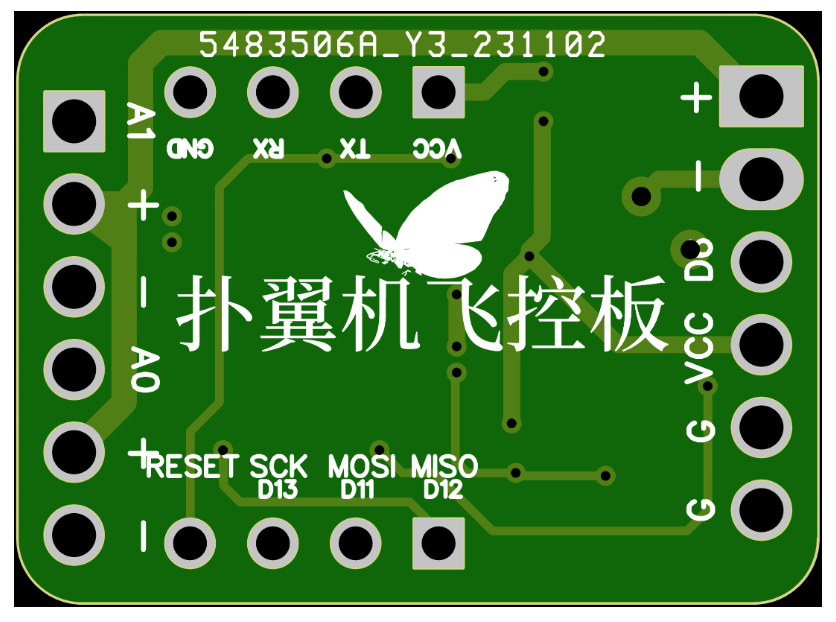 5483506A_Y3_231102
A1
+
GND RX TX VCC
+
-
-
D3
扑翼机飞控板
A0
VCC
+
G
RESET SCK MOSI MISO
D13 D11 D12
-
G